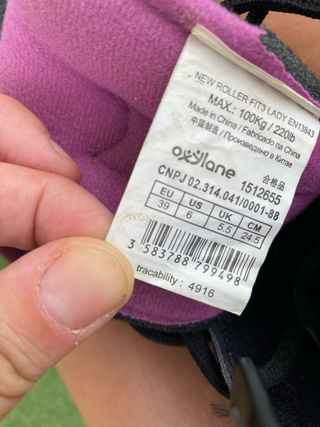 NEW ROLLER FIT3 LADY EN13843
MAX.: 100Kg / 220lb
Made in China / Fabricado na China
中国制造 / Произведено в Китае
oxylane 合格品
1512655
CNPJ 02.314.041/0001-88
EU US UK CM
39 6 5.5 24.5
3 583788 799498
tracability : 4916